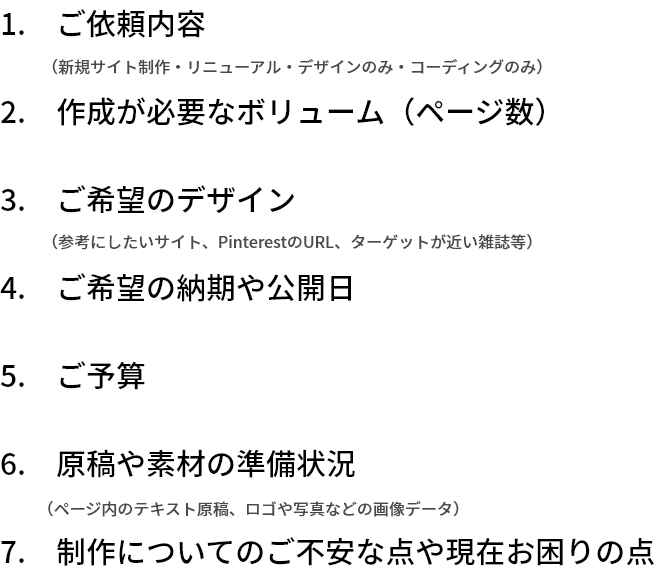 1. ご依頼内容
（新規サイト制作・リニューアル・デザインのみ・コーディングのみ）
2. 作成が必要なボリューム（ページ数）
3. ご希望のデザイン
（参考にしたいサイト、PinterestのURL、ターゲットが近い雑誌等）
4. ご希望の納期や公開日
5. ご予算
6. 原稿や素材の準備状況
（ページ内のテキスト原稿、ロゴや写真などの画像データ）
7. 制作についてのご不安な点や現在お困りの点